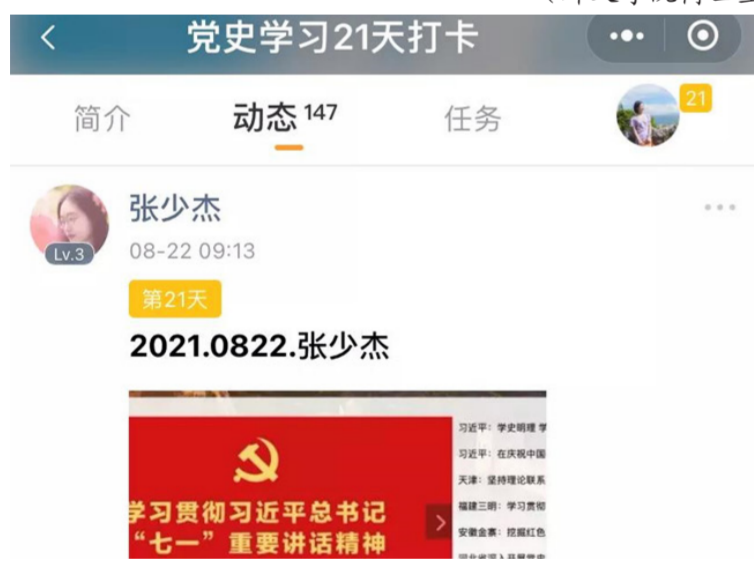 党史学习21天打卡
简介
动态 147
任务
21
张少杰
Lv.3
08-22 09:13
第21天
2021.0822.张少杰
学习贯彻习近平总书记
“七一”重要讲话精神
习近平：学史明理 学
习近平：在庆祝中国
天津：坚持理论联系
福建三明：学习贯彻
安徽金寨：挖掘红色